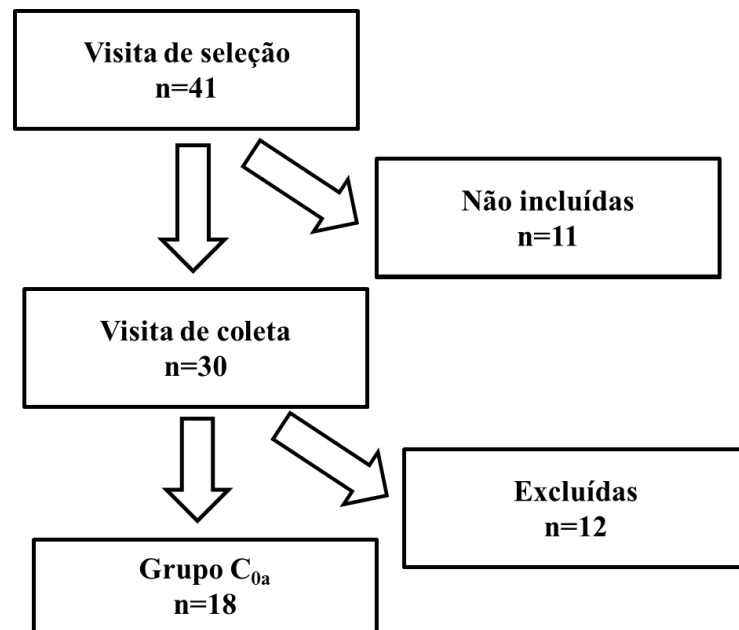 Visita de seleção
n=41
Não incluídas
n=11
Visita de coleta
n=30
Excluídas
n=12
Grupo C₀ₐ
n=18